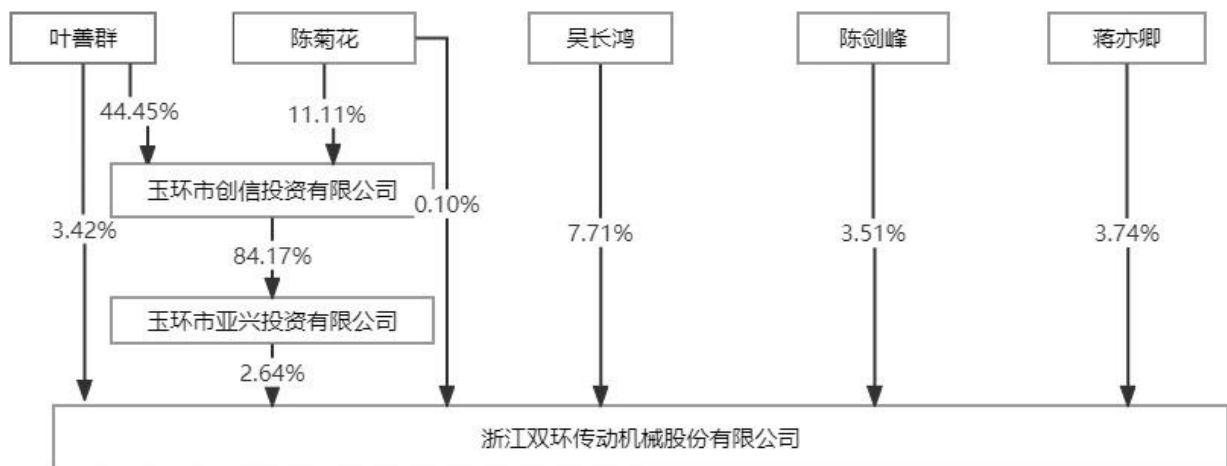 叶善群
陈菊花
吴长鸿
陈剑峰
蒋亦卿
44.45%
11.11%
玉环市创信投资有限公司
0.10%
3.42%
84.17%
7.71%
3.51%
3.74%
玉环市亚兴投资有限公司
2.64%
浙江双环传动机械股份有限公司